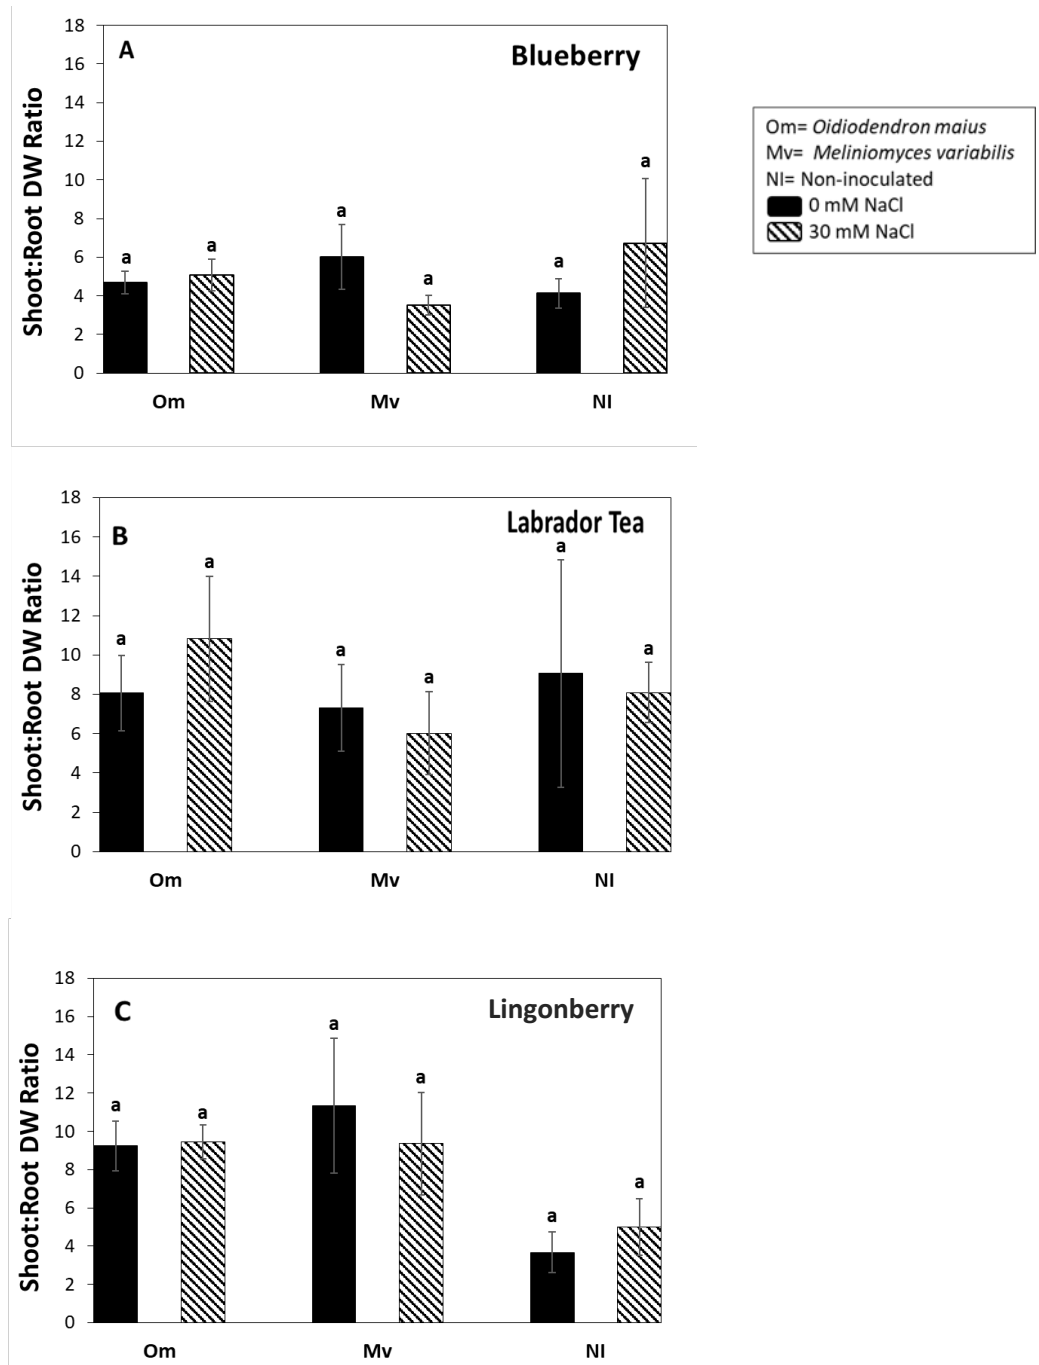 18
A
Blueberry
16
14
12
10
8
6
4
2
0
Shoot:Root DW Ratio
a
a
a
a
a
a
Om
Mv
NI
Om= Oidiodendron maius
Mv= Meliniomyces variabilis
NI= Non-inoculated
0 mM NaCl
30 mM NaCl
18
B
Labrador Tea
16
14
12
10
8
6
4
2
0
Shoot:Root DW Ratio
a
a
a
a
a
a
Om
Mv
NI
18
C
Lingonberry
16
14
12
10
8
6
4
2
0
Shoot:Root DW Ratio
a
a
a
a
a
a
Om
Mv
NI